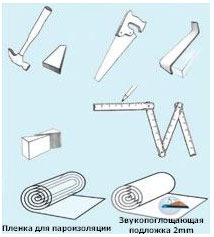 Пленка для пароизоляции
Звукопоглощающая
подложка 2mm